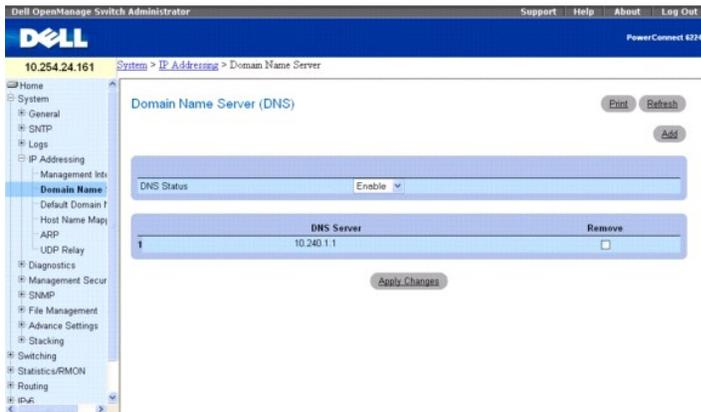 Dell OpenManage Switch Administrator
Support Help About Log Out
DELL
PowerConnect 6224
10.254.24.161
System > IP Addressing > Domain Name Server
Home
System
General
SNTP
Logs
IP Addressing
Management Inte
Domain Name
Default Domain N
Host Name Mapp
ARP
UDP Relay
Diagnostics
Management Secur
SNMP
File Management
Advance Settings
Stacking
Switching
Statistics/RMON
Routing
IPv6
Domain Name Server (DNS)
Print Refresh
Add
DNS Status Enable
DNS Server Remove
1 10.240.1.1
Apply Changes